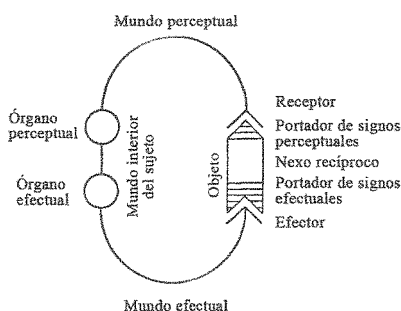 Mundo perceptual
Órgano
perceptual
Órgano
efectual
Mundo interior
del sujeto
Objeto
Receptor
Portador de signos
perceptuales
Nexo recíproco
Portador de signos
efectuales
Efector
Mundo efectual